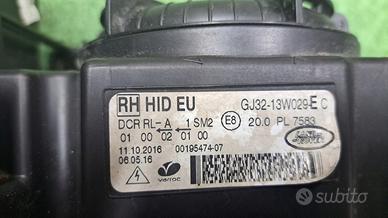 RH HID EU GJ32-13W029-E C
DCR RL-A 1 SM2 E8 20.0 PL 7583
01 00 02 01 00
11.10.2016 00195474-07
06.05.16
varroc
subito